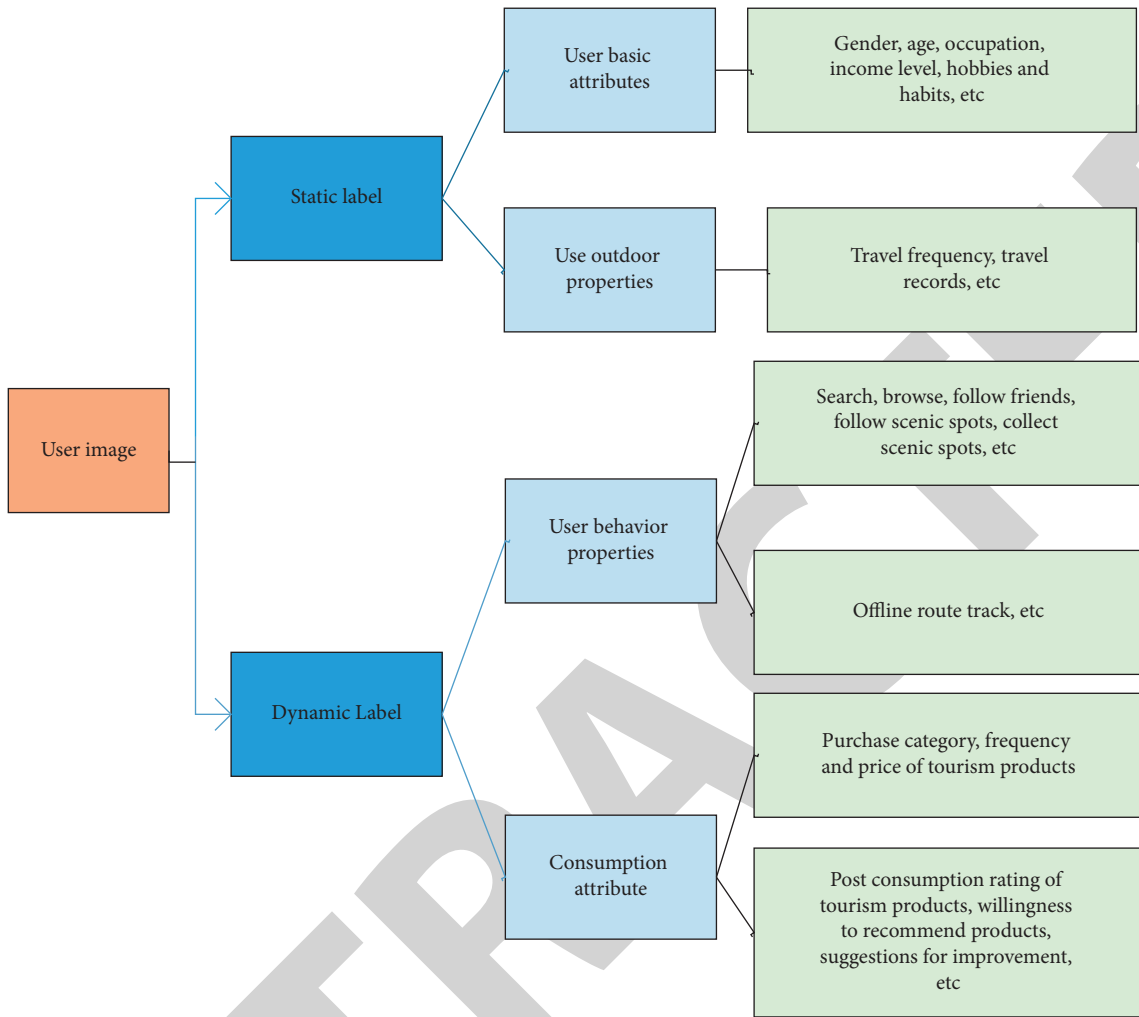 User basic
attributes
Gender, age, occupation,
income level, hobbies and
habits, etc
Static label
Use outdoor
properties
Travel frequency, travel
records, etc
User image
Search, browse, follow friends,
follow scenic spots, collect
scenic spots, etc
User behavior
properties
Offline route track, etc
Dynamic Label
Purchase category, frequency
and price of tourism products
Consumption
attribute
Post consumption rating of
tourism products, willingness
to recommend products,
suggestions for improvement,
etc